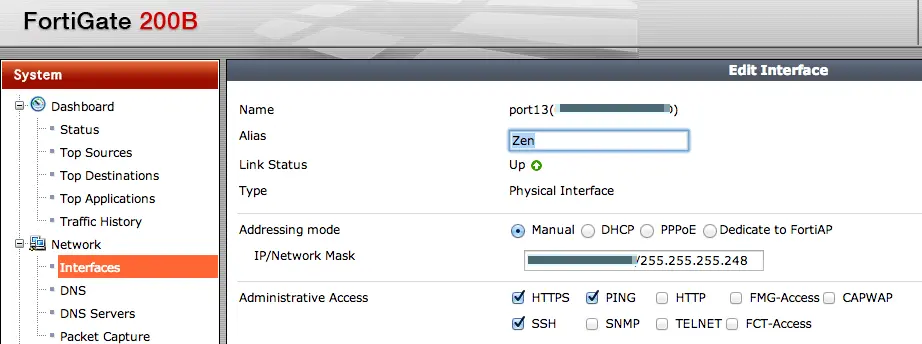 FortiGate 200B
System
Dashboard
Status
Top Sources
Top Destinations
Top Applications
Traffic History
Network
Interfaces
DNS
DNS Servers
Packet Capture
Edit Interface
Name port13( )
Alias Zen
Link Status Up
Type Physical Interface
Addressing mode Manual DHCP PPPoE Dedicate to FortiAP
IP/Network Mask /255.255.255.248
Administrative Access HTTPS PING HTTP FMG-Access CAPWAP
SSH SNMP TELNET FCT-Access